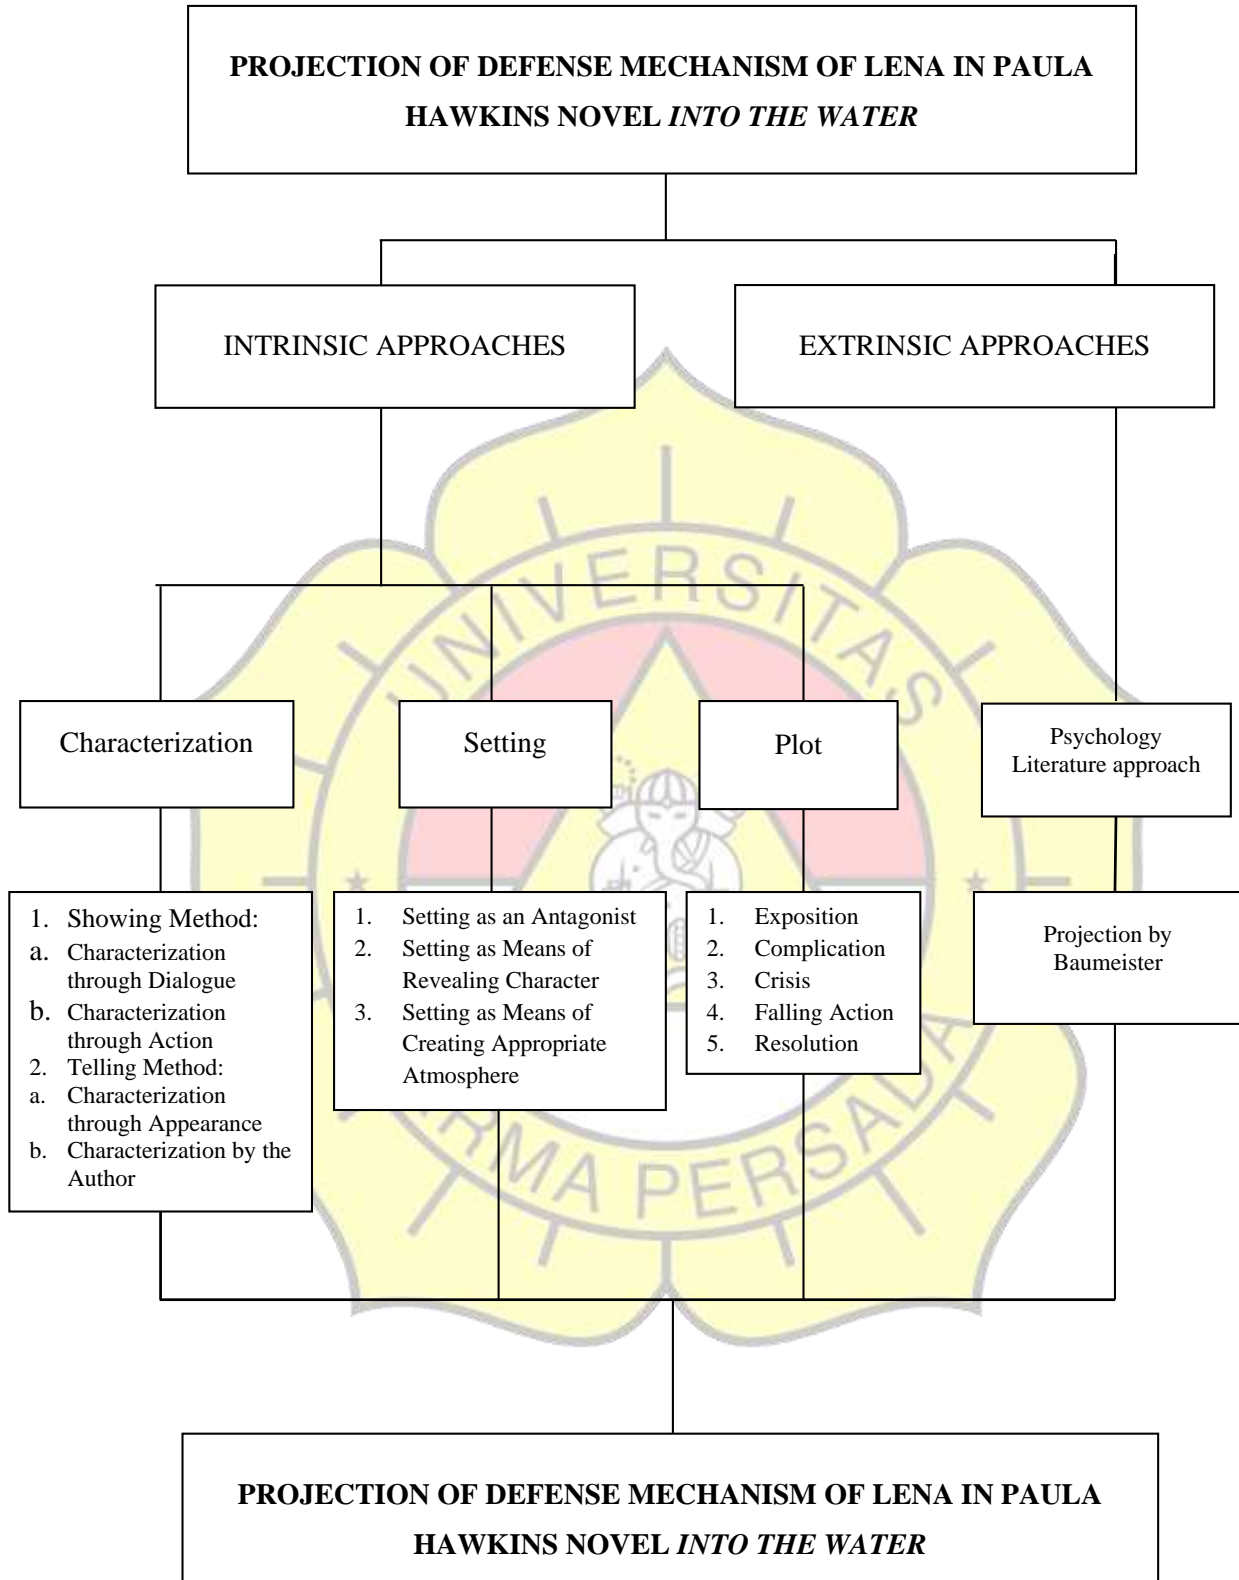 PROJECTION OF DEFENSE MECHANISM OF LENA IN PAULA
HAWKINS NOVEL INTO THE WATER
INTRINSIC APPROACHES
EXTRINSIC APPROACHES
UNIVERSITAS
Characterization
Setting
Plot
Psychology
Literature approach
1. Showing Method:
a. Characterization
through Dialogue
b. Characterization
through Action
2. Telling Method:
a. Characterization
through Appearance
b. Characterization by the
Author
1. Setting as an Antagonist
2. Setting as Means of
Revealing Character
3. Setting as Means of
Creating Appropriate
Atmosphere
1. Exposition
2. Complication
3. Crisis
4. Falling Action
5. Resolution
Projection by
Baumeister
RMA PERSADA
PROJECTION OF DEFENSE MECHANISM OF LENA IN PAULA
HAWKINS NOVEL INTO THE WATER